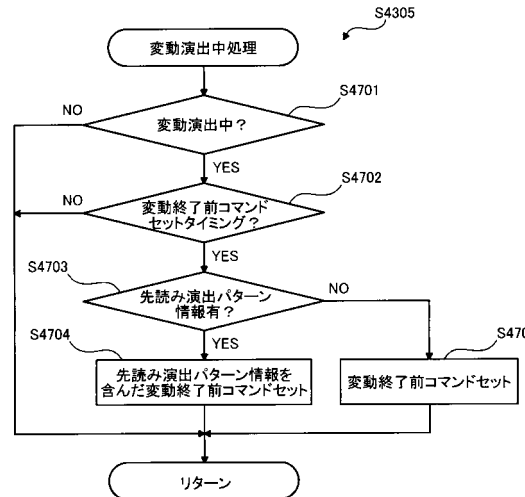 S4305
変動演出中処理
S4701
変動演出中？
NO
YES
S4702
変動終了前コマンド
セットタイミング？
NO
YES
S4703
先読み演出パターン
情報有？
NO
YES
S4704
先読み演出パターン情報を
含んだ変動終了前コマンドセット
変動終了前コマンドセット
リターン